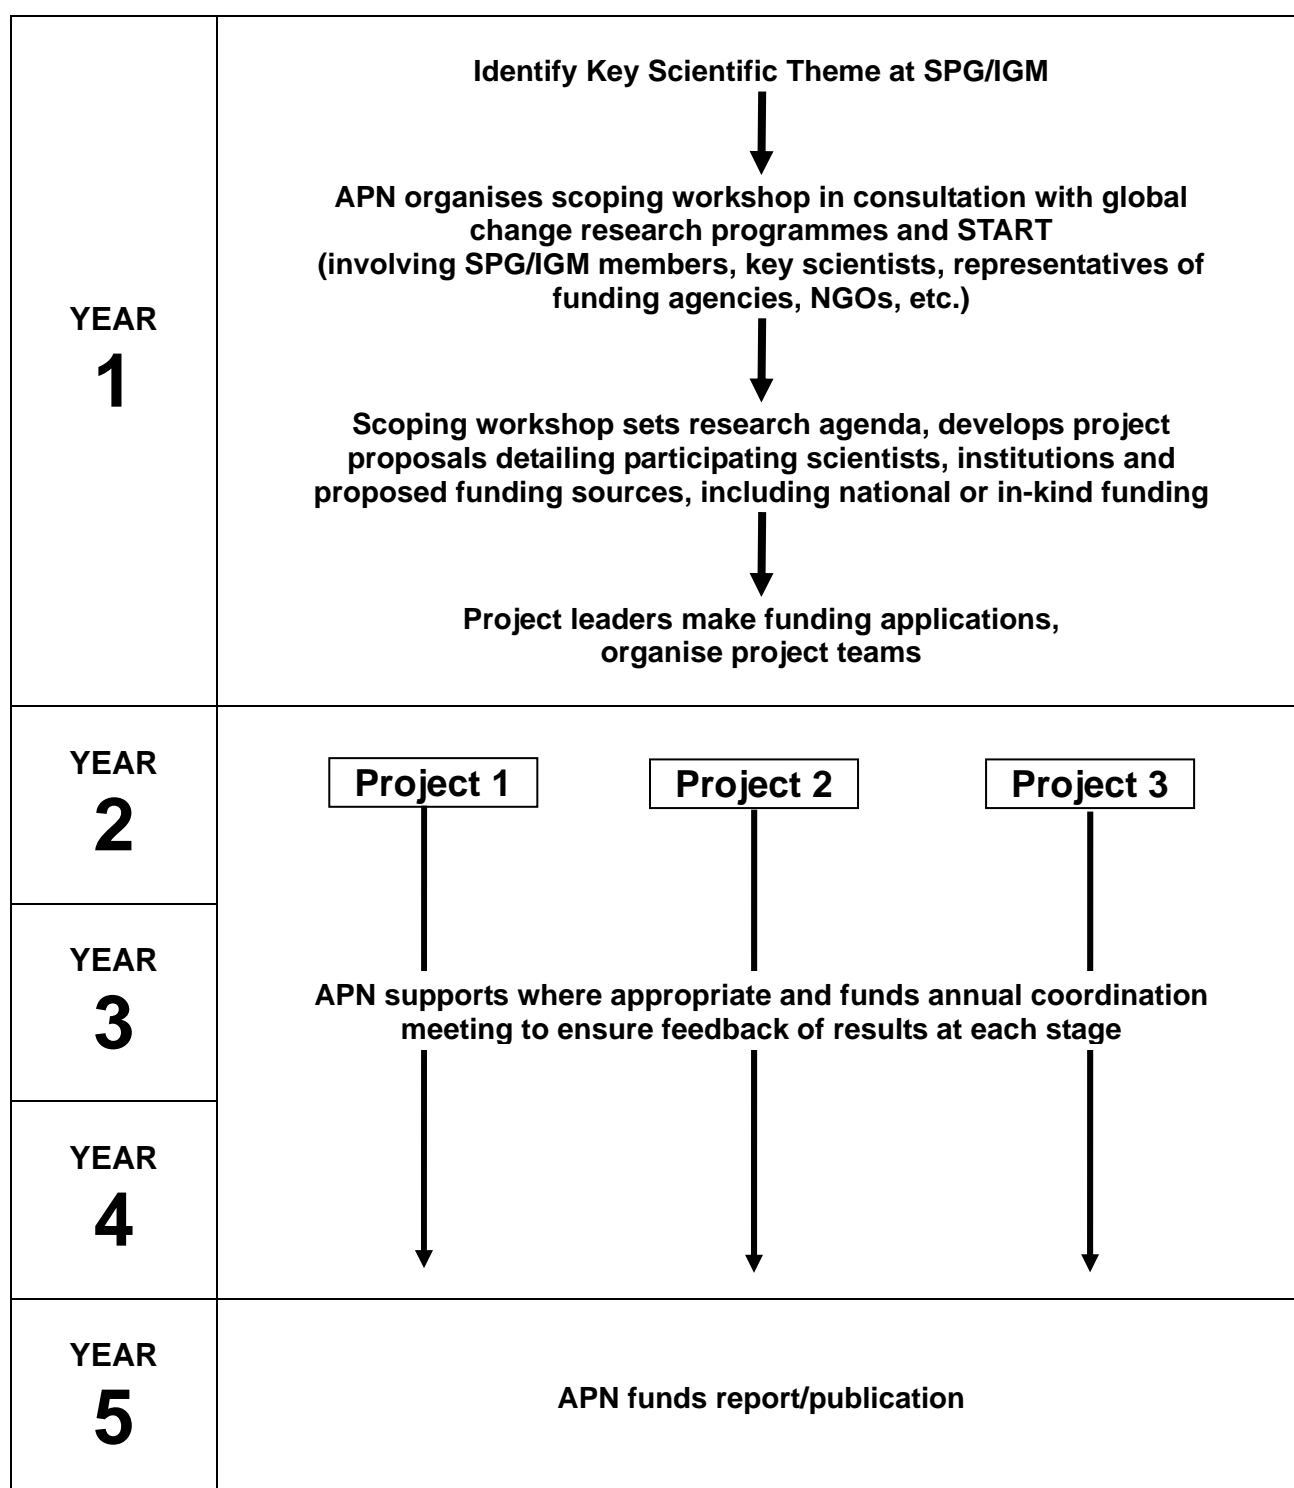 YEAR
1
Identify Key Scientific Theme at SPG/IGM
APN organises scoping workshop in consultation with global
change research programmes and START
(involving SPG/IGM members, key scientists, representatives of
funding agencies, NGOs, etc.)
Scoping workshop sets research agenda, develops project
proposals detailing participating scientists, institutions and
proposed funding sources, including national or in-kind funding
Project leaders make funding applications,
organise project teams
YEAR
2
Project 1
Project 2
Project 3
YEAR
3
APN supports where appropriate and funds annual coordination
meeting to ensure feedback of results at each stage
YEAR
4
YEAR
5
APN funds report/publication